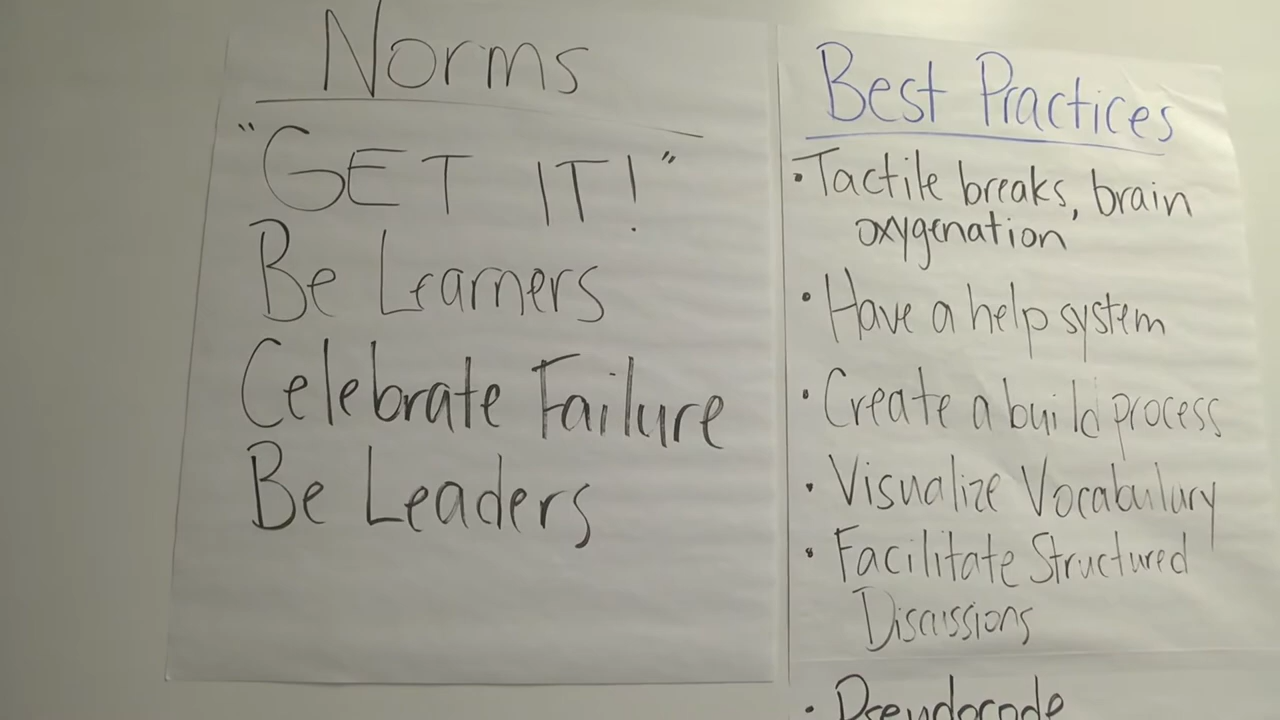 Norms
"GET IT!"
Be Learners
Celebrate Failure
Be Leaders
Best Practices
• Tactile breaks, brain
oxygenation
• Have a help system
• Create a build process
• Visualize Vocabulary
• Facilitate Structured
Discussions
• Pseudocode